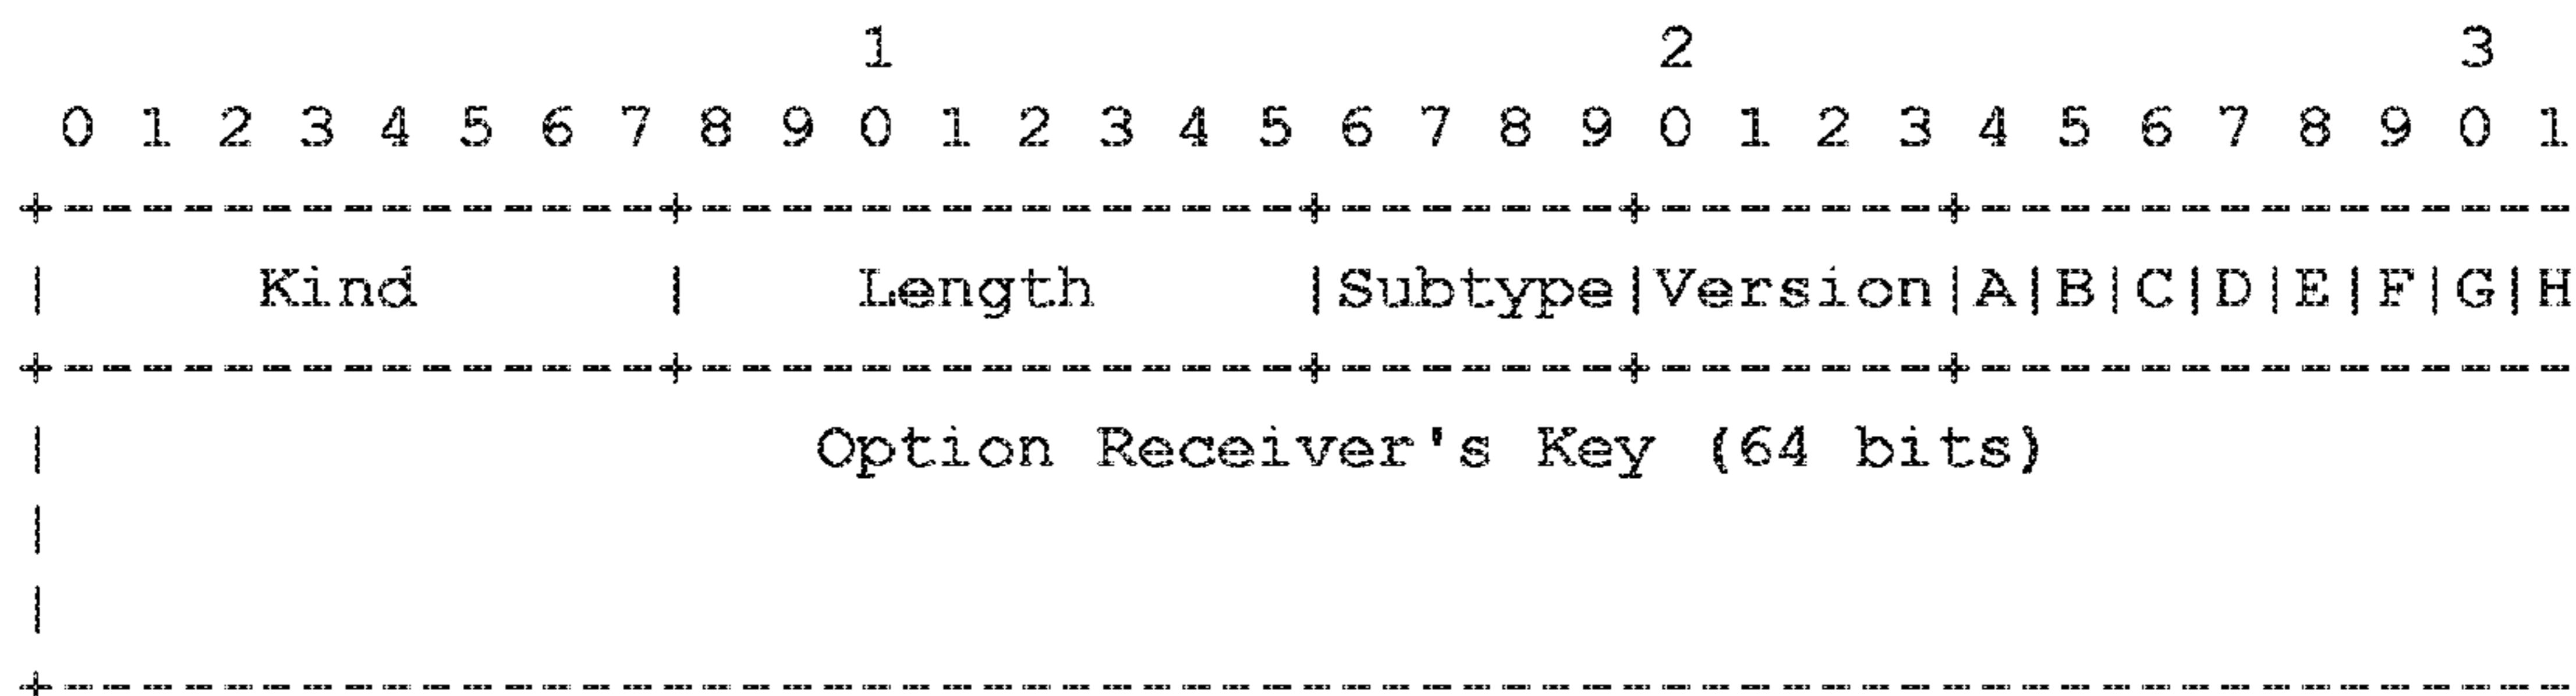 1                   2                   3
 0 1 2 3 4 5 6 7 8 9 0 1 2 3 4 5 6 7 8 9 0 1 2 3 4 5 6 7 8 9 0 1
+---------------+---------------+-------+-------+---------------
|     Kind      |    Length     |Subtype|Version|A|B|C|D|E|F|G|H
+---------------+---------------+-------+-------+---------------
|                   Option Receiver's Key (64 bits)
|
|
+---------------------------------------------------------------